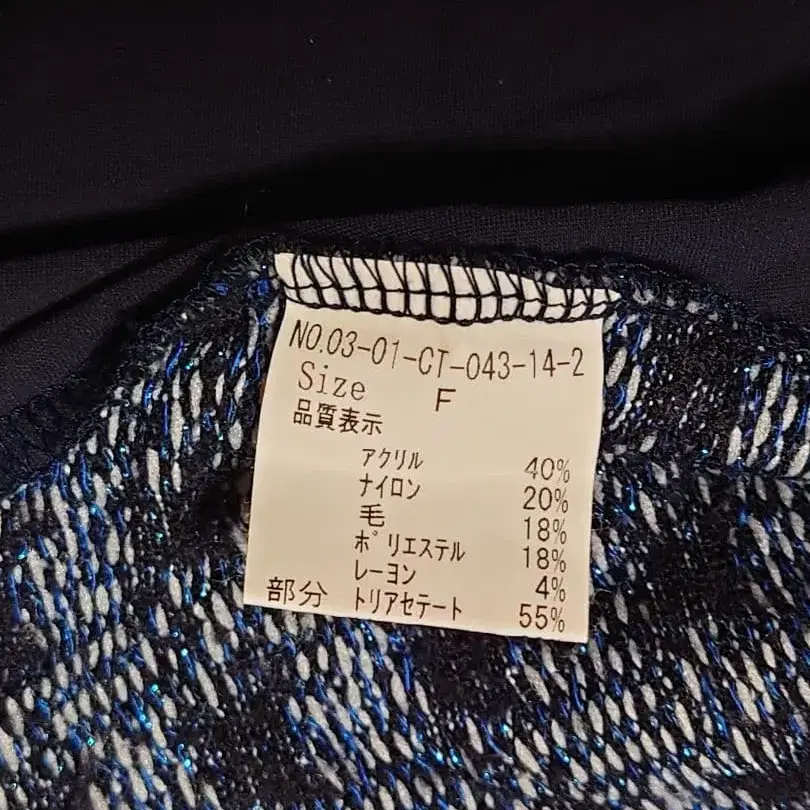 NO.03-01-CT-043-14-2
Size F
品質表示
アクリル 40%
ナイロン 20%
毛 18%
ポリエステル 18%
レーヨン 4%
部分 トリアセテート 55%